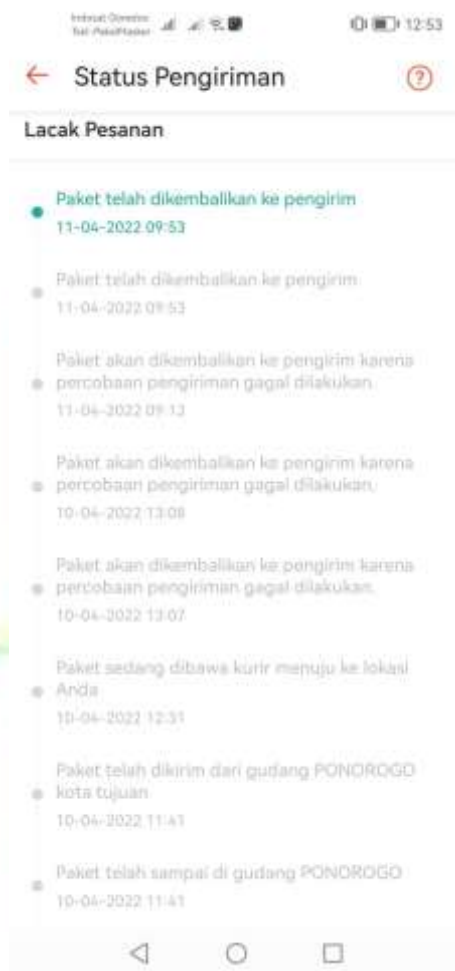 Indosat Ooredoo
12:53
Status Pengiriman
Lacak Pesanan
Paket telah dikembalikan ke pengirim
11-04-2022 09:53
Paket telah dikembalikan ke pengirim
11-04-2022 09:53
Paket akan dikembalikan ke pengirim karena
percobaan pengiriman gagal dilakukan.
11-04-2022 09:13
Paket akan dikembalikan ke pengirim karena
percobaan pengiriman gagal dilakukan.
10-04-2022 13:08
Paket akan dikembalikan ke pengirim karena
percobaan pengiriman gagal dilakukan.
10-04-2022 13:07
Paket sedang dibawa kurir menuju ke lokasi
Anda
10-04-2022 12:31
Paket telah dikirim dari gudang PONOROGO
kota tujuan
10-04-2022 11:41
Paket telah sampai di gudang PONOROGO
10-04-2022 11:41